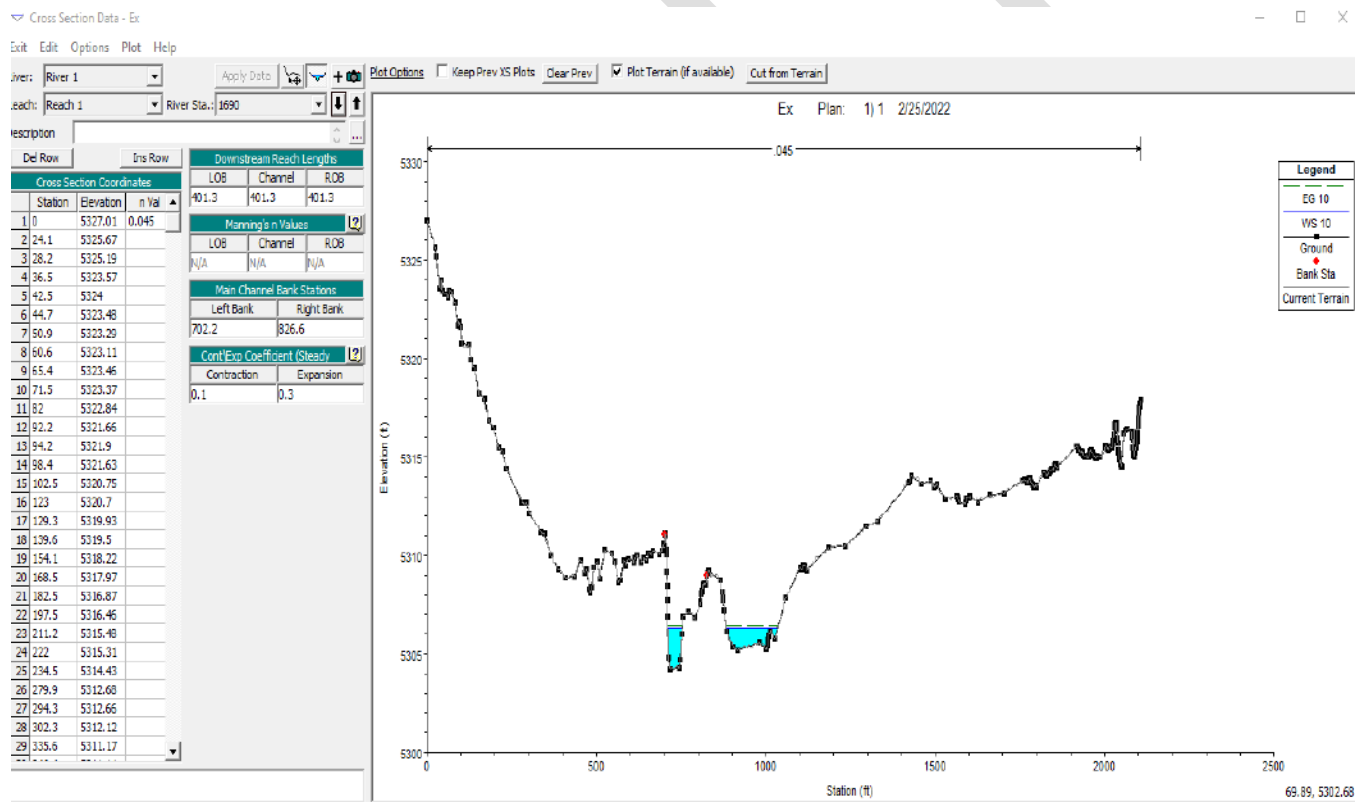 Cross Section Data - Ex
Exit Edit Options Plot Help
River: River 1 Apply Data Plot Options Keep Prev XS Plots Clear Prev Plot Terrain (if available) Cut from Terrain
Reach: Reach 1 River Sta.: 1690
Description ...
Del Row Ins Row
Cross Section Coordinates
Station Elevation n Val
1 0 5327.01 0.045
2 24.1 5325.67
3 28.2 5325.19
4 36.5 5323.57
5 42.5 5324
6 44.7 5323.48
7 50.9 5323.29
8 60.6 5323.11
9 65.4 5323.46
10 71.5 5323.37
11 82 5322.84
12 92.2 5321.66
13 94.2 5321.9
14 98.4 5321.63
15 102.5 5320.75
16 123 5320.7
17 129.3 5319.93
18 139.6 5319.5
19 154.1 5318.22
20 168.5 5317.97
21 182.5 5316.87
22 197.5 5316.46
23 211.2 5315.48
24 222 5315.31
25 234.5 5314.43
26 279.9 5312.68
27 294.3 5312.66
28 302.3 5312.12
29 335.6 5311.17
Downstream Reach Lengths
LOB Channel ROB
401.3 401.3 401.3
Manning's n Values ?
LOB Channel ROB
N/A N/A N/A
Main Channel Bank Stations
Left Bank Right Bank
702.2 826.6
Cont\Exp Coefficient (Steady ?
Contraction Expansion
0.1 0.3
Ex Plan: 1) 1 2/25/2022
.045
Elevation (ft)
5330
5325
5320
5315
5310
5305
5300
0 500 1000 1500 2000 2500
Station (ft)
Legend
EG 10
WS 10
Ground
Bank Sta
Current Terrain
69.89, 5302.68